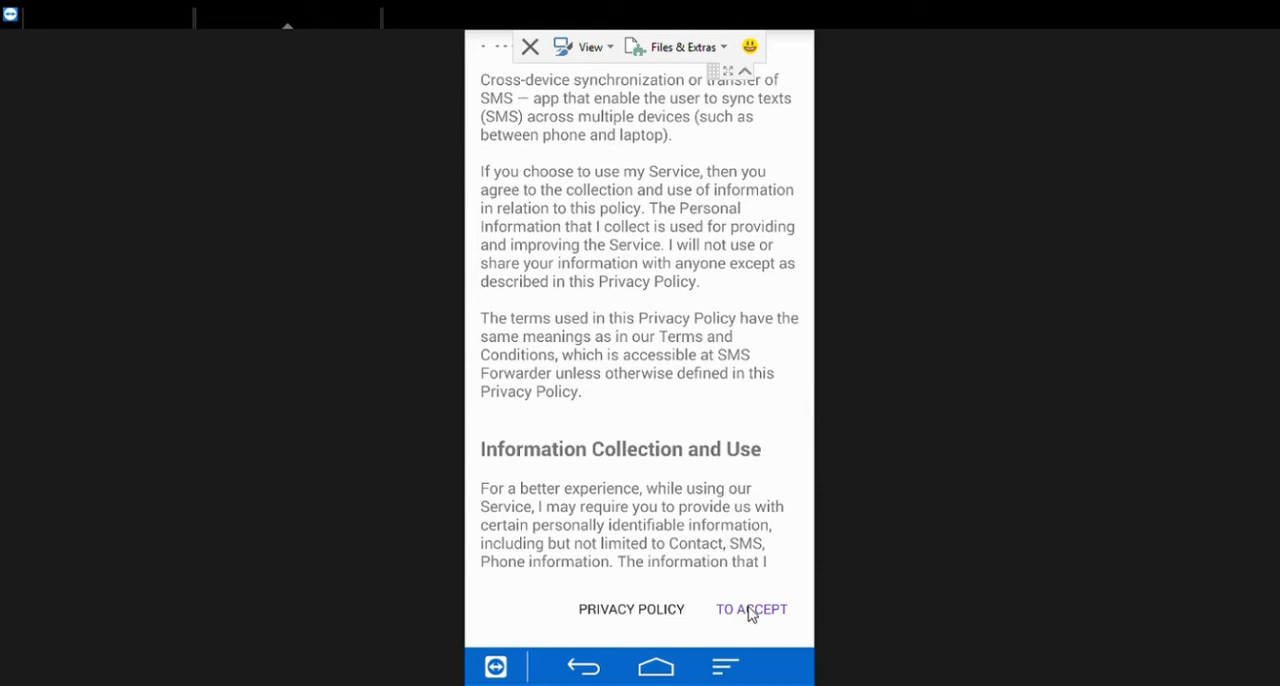 View
Files & Extras
Cross-device synchronization or transfer of
SMS — app that enable the user to sync texts
(SMS) across multiple devices (such as
between phone and laptop).
If you choose to use my Service, then you
agree to the collection and use of information
in relation to this policy. The Personal
Information that I collect is used for providing
and improving the Service. I will not use or
share your information with anyone except as
described in this Privacy Policy.
The terms used in this Privacy Policy have the
same meanings as in our Terms and
Conditions, which is accessible at SMS
Forwarder unless otherwise defined in this
Privacy Policy.
Information Collection and Use
For a better experience, while using our
Service, I may require you to provide us with
certain personally identifiable information,
including but not limited to Contact, SMS,
Phone information. The information that I
PRIVACY POLICY
TO ACCEPT